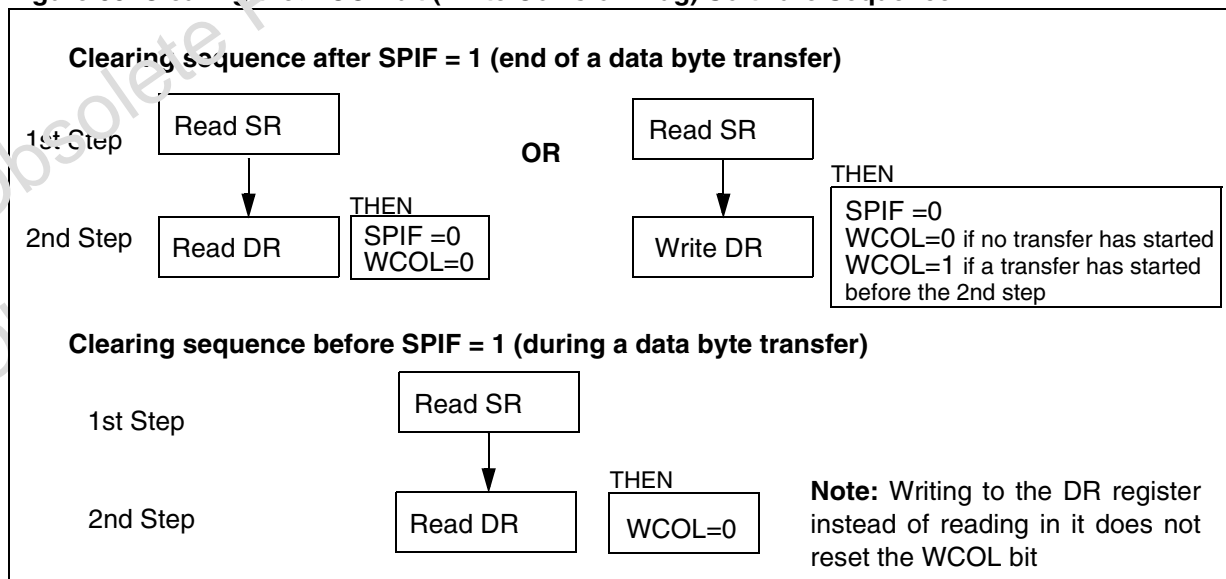 Clearing sequence after SPIF = 1 (end of a data byte transfer)
1st Step
Read SR
OR
Read SR
THEN
2nd Step
Read DR
THEN
SPIF =0
WCOL=0
Write DR
SPIF =0
WCOL=0 if no transfer has started
WCOL=1 if a transfer has started
before the 2nd step
Clearing sequence before SPIF = 1 (during a data byte transfer)
1st Step
Read SR
2nd Step
Read DR
THEN
WCOL=0
Note: Writing to the DR register
instead of reading in it does not
reset the WCOL bit